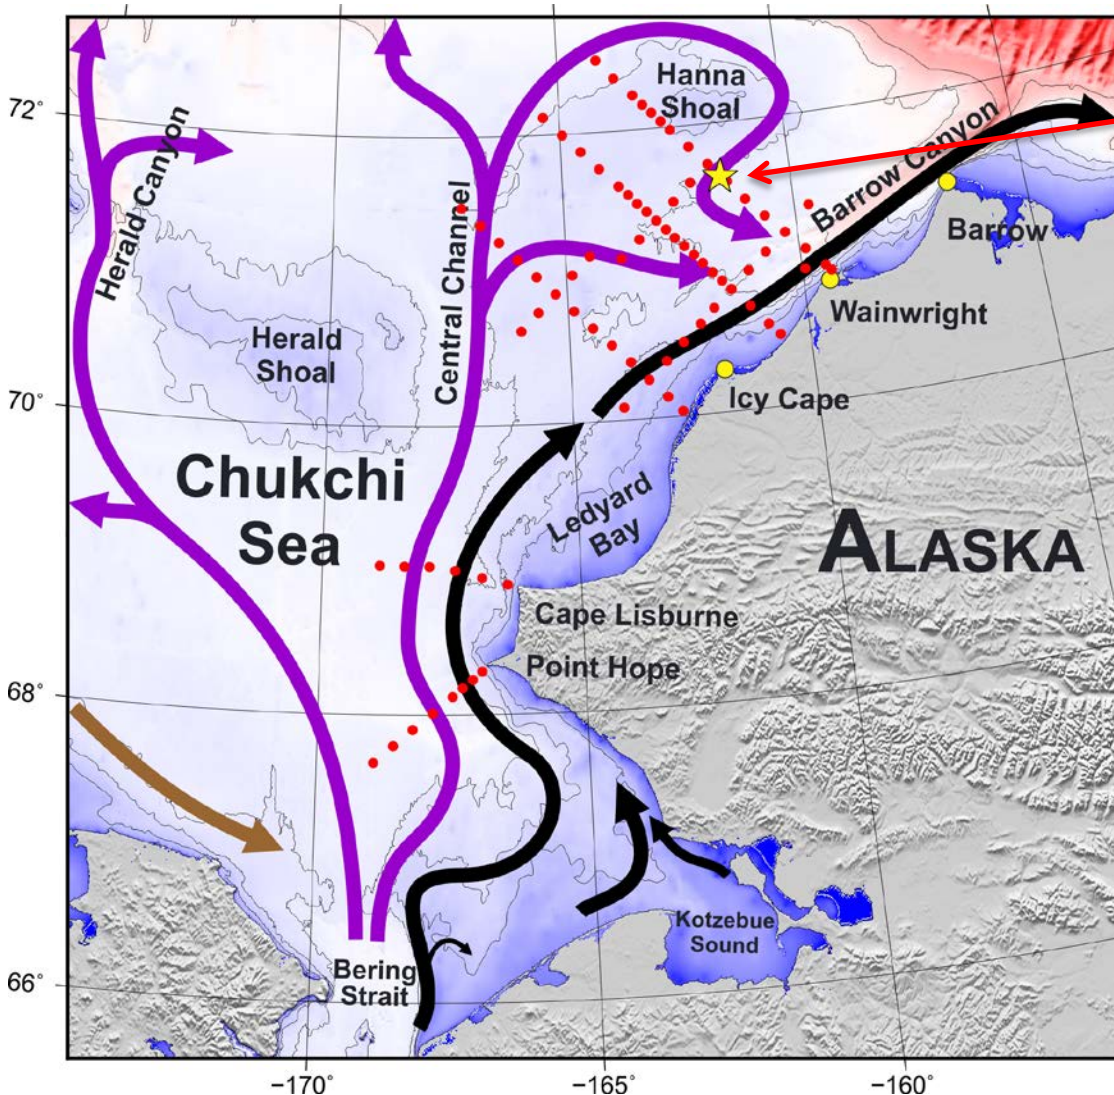 Hanna
Shoal
72°
Herald Canyon
Barrow Canyon
Barrow
Central Channel
Wainwright
Herald
Shoal
Icy Cape
70°
Chukchi
Sea
Ledyard
Bay
ALASKA
Cape Lisburne
Point Hope
68°
Kotzebue
Sound
Bering
Strait
66°
−170°
−165°
−160°